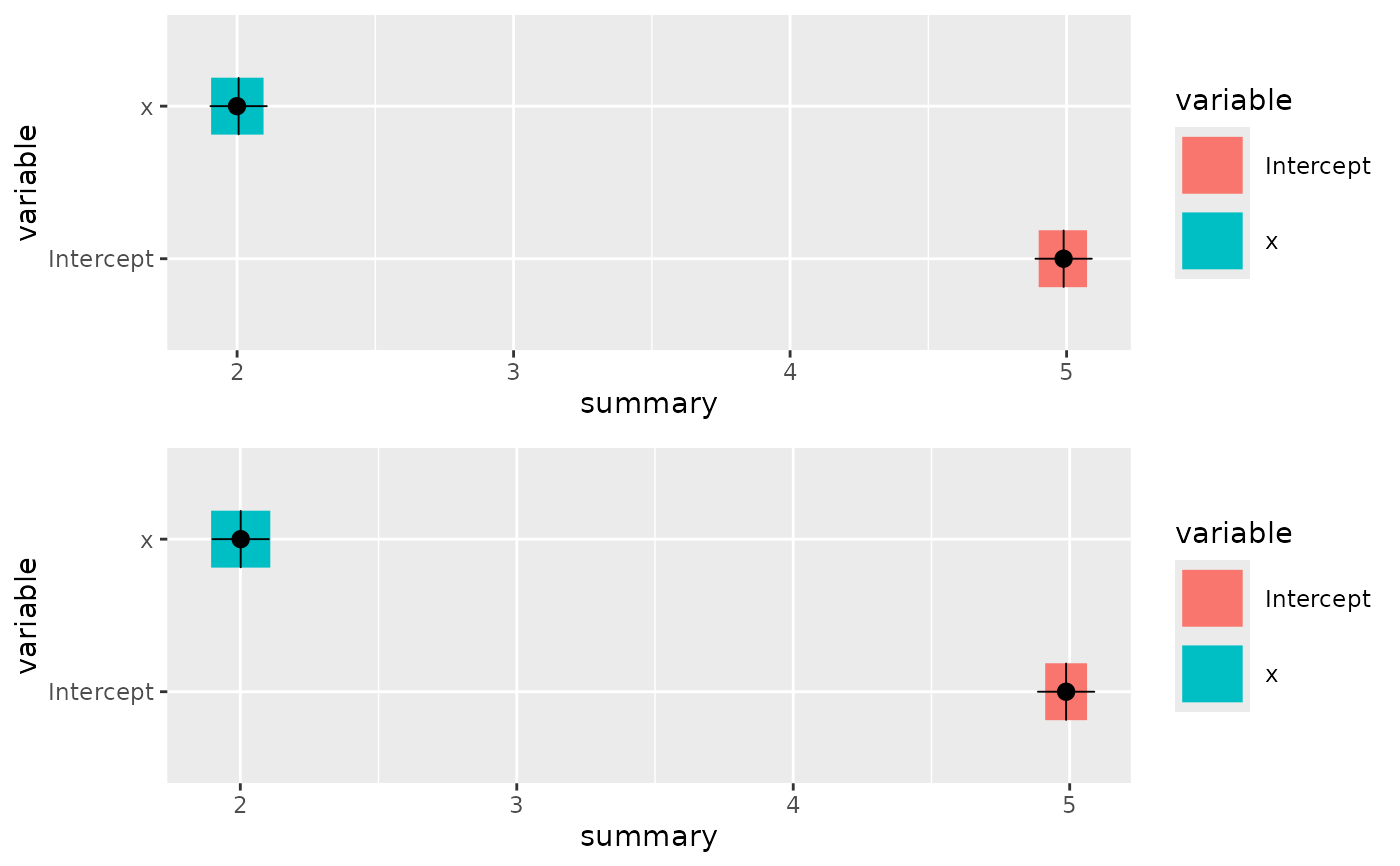 variable
x
Intercept
2 3 4 5
summary
variable
Intercept
x
variable
x
Intercept
2 3 4 5
summary
variable
Intercept
x